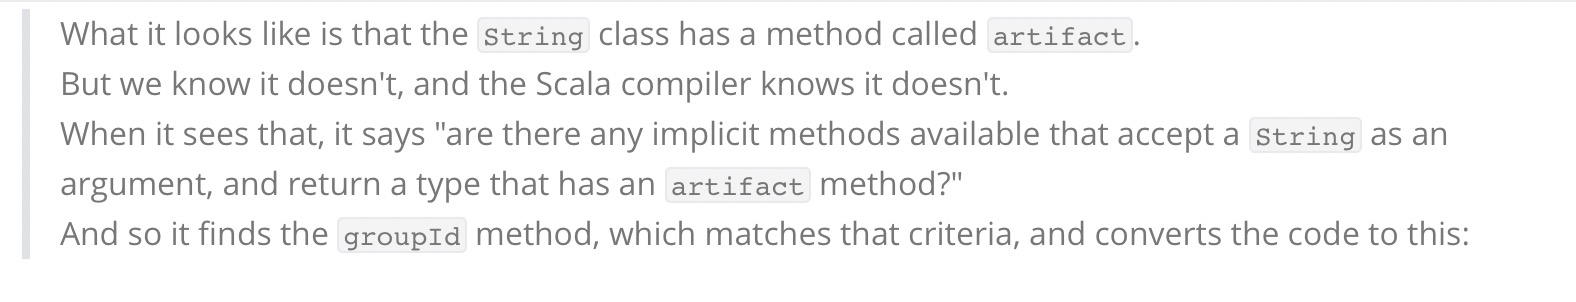 What it looks like is that the String class has a method called artifact.
But we know it doesn't, and the Scala compiler knows it doesn't.
When it sees that, it says "are there any implicit methods available that accept a String as an
argument, and return a type that has an artifact method?"
And so it finds the groupId method, which matches that criteria, and converts the code to this: